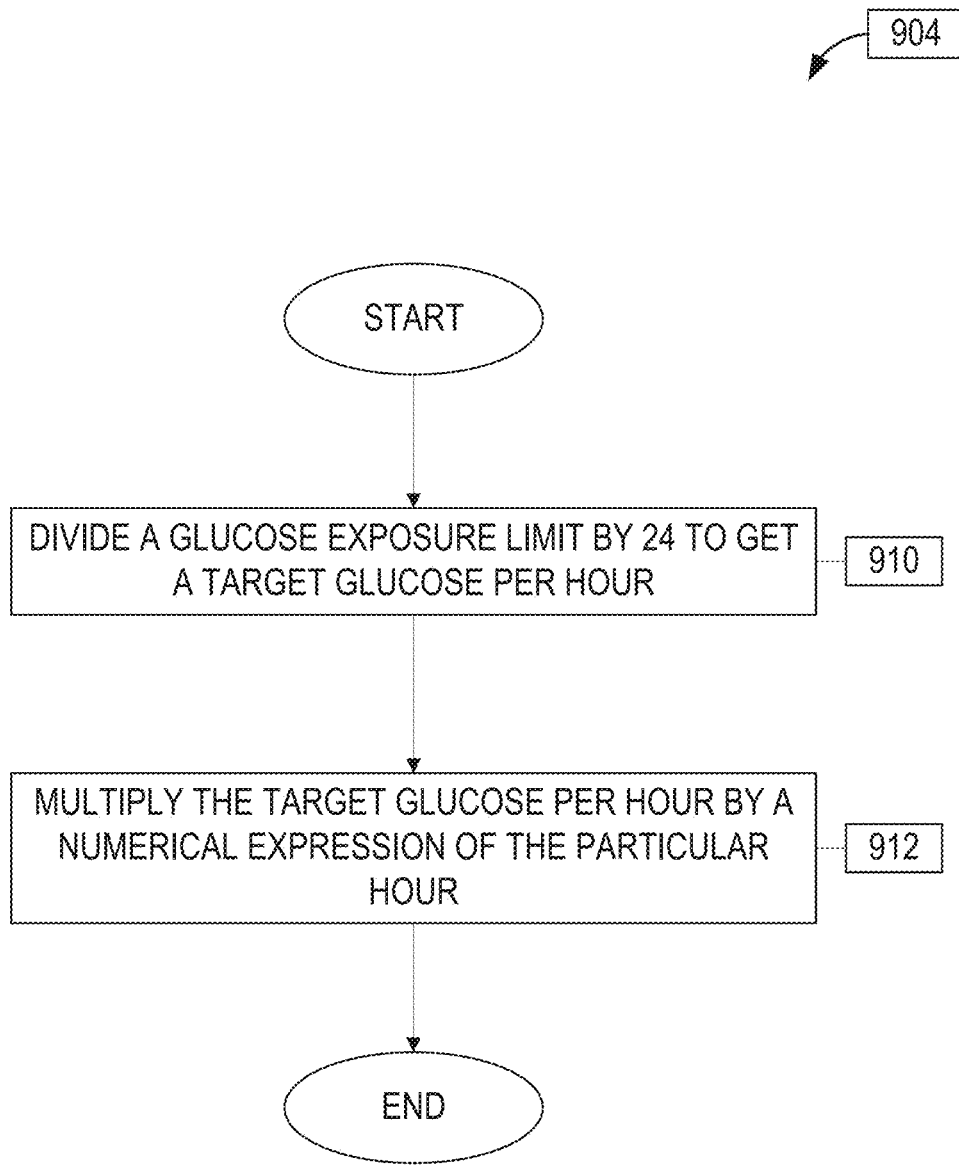 904
START
DIVIDE A GLUCOSE EXPOSURE LIMIT BY 24 TO GET
A TARGET GLUCOSE PER HOUR
910
MULTIPLY THE TARGET GLUCOSE PER HOUR BY A
NUMERICAL EXPRESSION OF THE PARTICULAR
HOUR
912
END